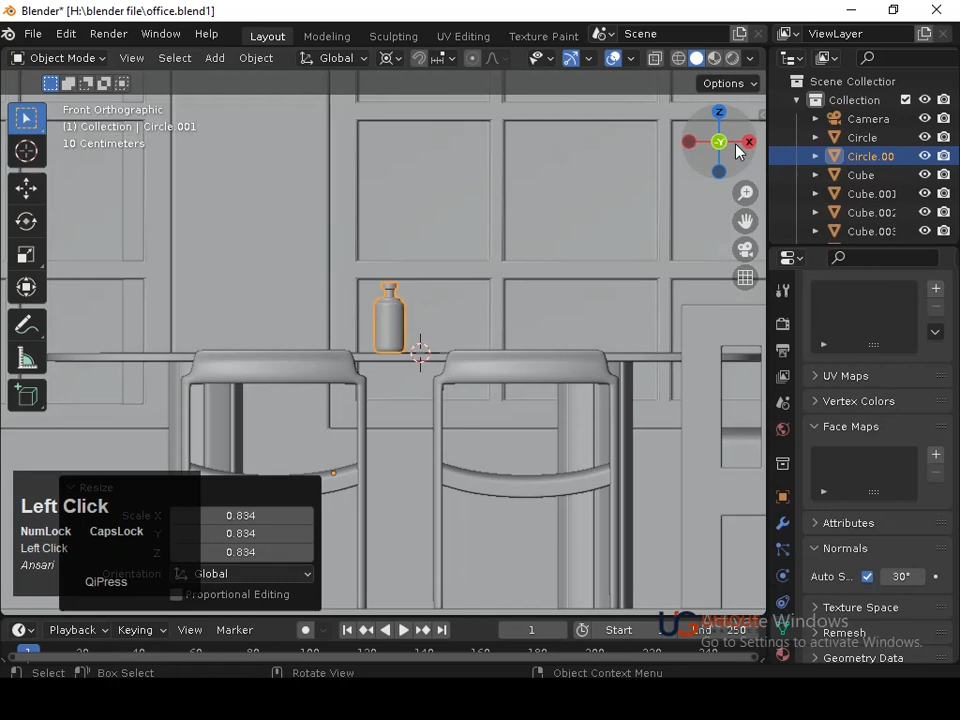 Blender* [H:\blender file\office.blend1]
File Edit Render Window Help Layout Modeling Sculpting UV Editing Texture Paint Scene ViewLayer
Object Mode View Select Add Object Global
Options
Front Orthographic
(1) Collection | Circle.001
10 Centimeters
Z
-Y
X
Scene Collection
Collection
Camera
Circle
Circle.00
Cube
Cube.001
Cube.002
Cube.003
UV Maps
Vertex Colors
Face Maps
Attributes
Normals
Auto S... 30°
Texture Space
Remesh
Geometry Data
Resize
Scale X 0.834
Y 0.834
Z 0.834
Orientation Global
Proportional Editing
Left Click
NumLock CapsLock
Left Click
Ansari
QiPress
Activate Windows
Go to Settings to activate Windows.
Playback Keying View Marker 1 Start End 250
Select Box Select Rotate View Object Context Menu